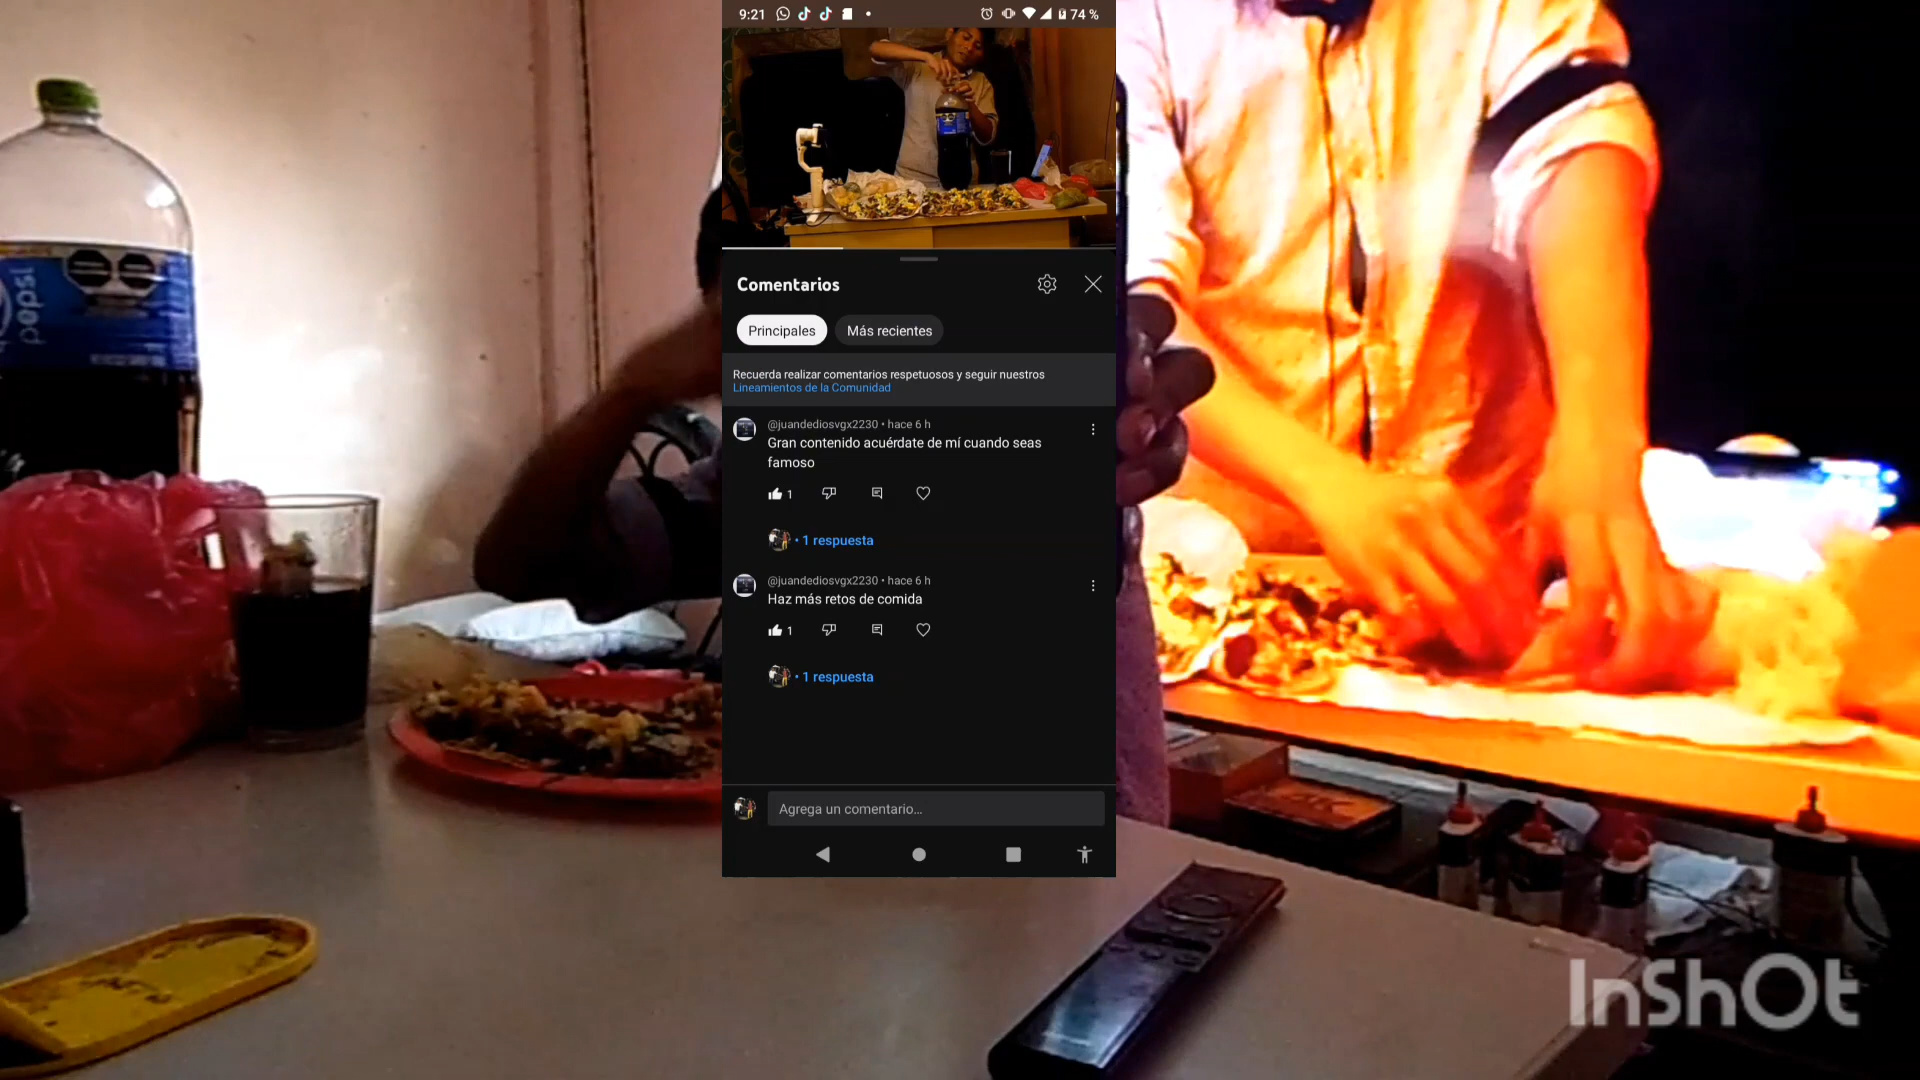 9:21
74 %
Comentarios
Principales
Más recientes
Recuerda realizar comentarios respetuosos y seguir nuestros
Lineamientos de la Comunidad
@juandediosvgx2230 • hace 6 h
Gran contenido acuérdate de mí cuando seas
famoso
1
• 1 respuesta
@juandediosvgx2230 • hace 6 h
Haz más retos de comida
1
• 1 respuesta
Agrega un comentario...
pepsi
InShOt